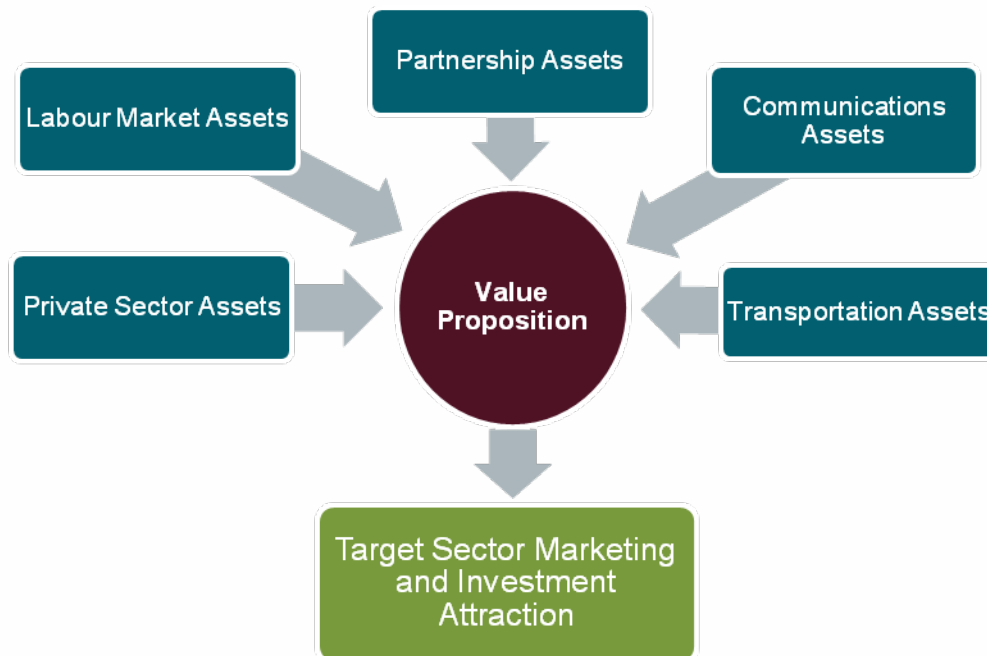 Partnership Assets
Labour Market Assets
Communications
Assets
Private Sector Assets
Value
Proposition
Transportation Assets
Target Sector Marketing
and Investment
Attraction